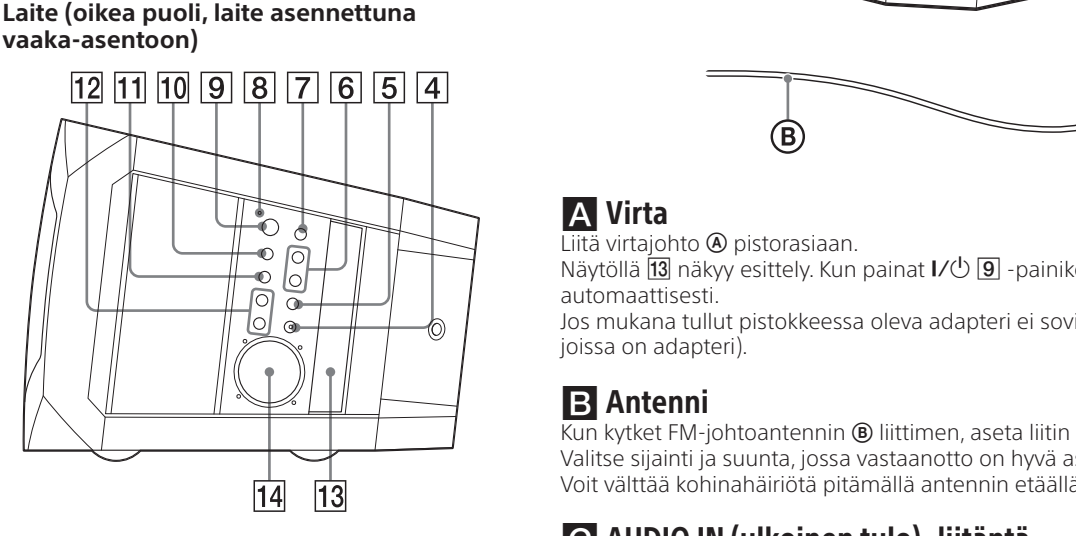 Laite (oikea puoli, laite asennettuna
vaaka-asentoon)
12 11 10 9 8 7 6 5 4
14 13
B
A Virta
Liitä virtajohto Ⓐ pistorasiaan.
Näytöllä 13 näkyy esittely. Kun painat I/⏻ 9 -painike
automaattisesti.
Jos mukana tullut pistokkeessa oleva adapteri ei sovi
joissa on adapteri).
B Antenni
Kun kytket FM-johtoantennin Ⓑ liittimen, aseta liitin
Valitse sijainti ja suunta, jossa vastaanotto on hyvä
Voit välttää kohinahäiriötä pitämällä antennin etäällä
C AUDIO IN (ulkoinen tulo) -liitäntä